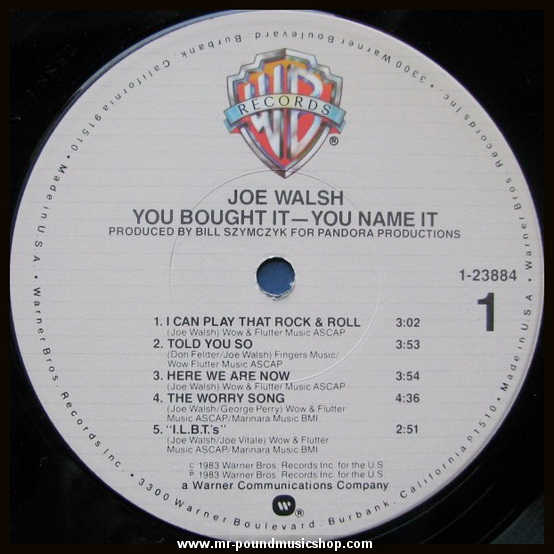 3300 Warner Boulevard, Burbank, California 91510 • Made in U.S.A. • Warner Bros. Records Inc. • 3300 Warner Boulevard, Burbank, California 91510 • Made in U.S.A. • Warner Bros. Records Inc. •
WB
RECORDS
®
JOE WALSH
YOU BOUGHT IT—YOU NAME IT
PRODUCED BY BILL SZYMCZYK FOR PANDORA PRODUCTIONS
1-23884
1
1. I CAN PLAY THAT ROCK & ROLL 3:02
(Joe Walsh) Wow & Flutter Music ASCAP
2. TOLD YOU SO 3:53
(Don Felder/Joe Walsh) Fingers Music/
Wow Flutter Music ASCAP
3. HERE WE ARE NOW 3:54
(Joe Walsh) Wow & Flutter Music ASCAP
4. THE WORRY SONG 4:36
(Joe Walsh/George Perry) Wow & Flutter
Music ASCAP/Marinara Music BMI
5. "I.L.B.T.'s" 2:51
(Joe Walsh/Joe Vitale) Wow & Flutter
Music ASCAP/Marinara Music BMI
© 1983 Warner Bros. Records Inc. for the U.S.
℗ 1983 Warner Bros. Records Inc. for the U.S.
a Warner Communications Company
®
www.mr-poundmusicshop.com